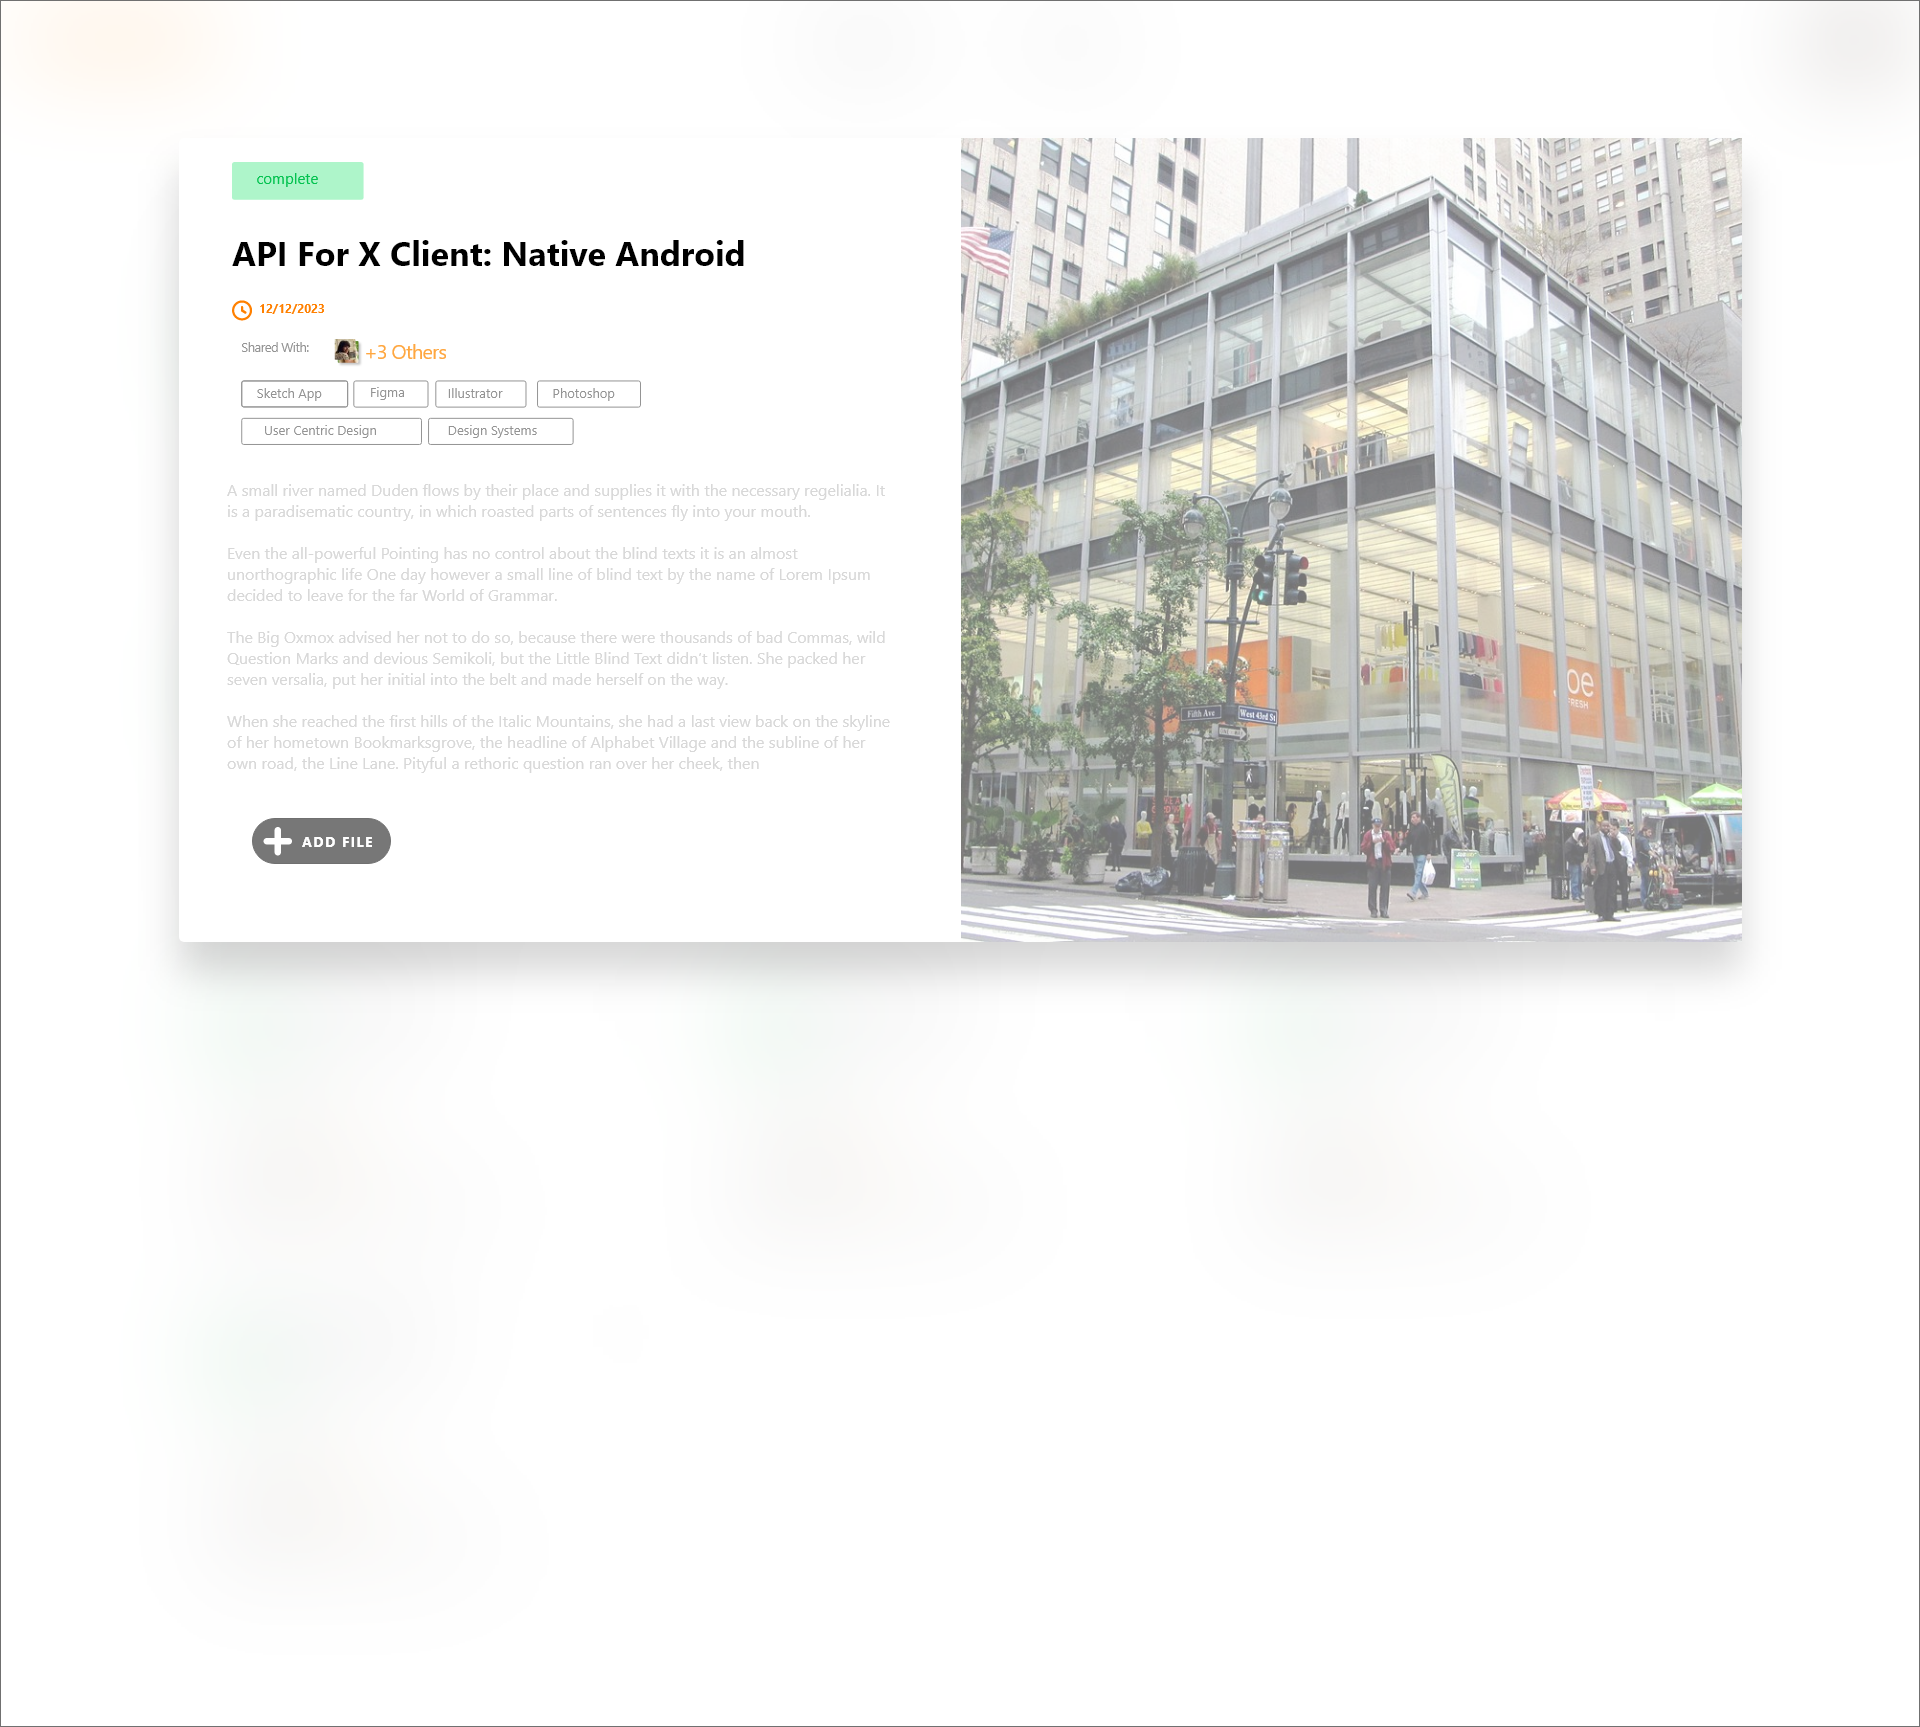 complete
API For X Client: Native Android
12/12/2023
Shared With:
+3 Others
Sketch App
Figma
Illustrator
Photoshop
User Centric Design
Design Systems
A small river named Duden flows by their place and supplies it with the necessary regelialia. It
is a paradisematic country, in which roasted parts of sentences fly into your mouth.
Even the all-powerful Pointing has no control about the blind texts it is an almost
unorthographic life One day however a small line of blind text by the name of Lorem Ipsum
decided to leave for the far World of Grammar.
The Big Oxmox advised her not to do so, because there were thousands of bad Commas, wild
Question Marks and devious Semikoli, but the Little Blind Text didn't listen. She packed her
seven versalia, put her initial into the belt and made herself on the way.
When she reached the first hills of the Italic Mountains, she had a last view back on the skyline
of her hometown Bookmarksgrove, the headline of Alphabet Village and the subline of her
own road, the Line Lane. Pityful a rethoric question ran over her cheek, then
ADD FILE
Fifth Ave
West 43rd St